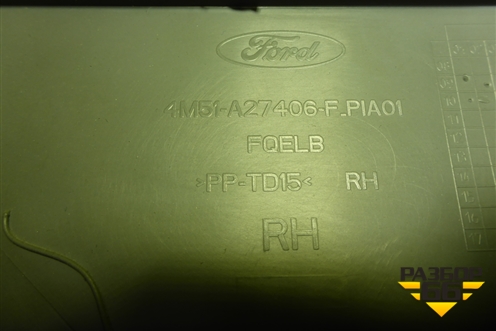 Ford
4M51-A27406-F_PIA01
FQELB
>PP-TD15< RH
RH
РАЗБОР